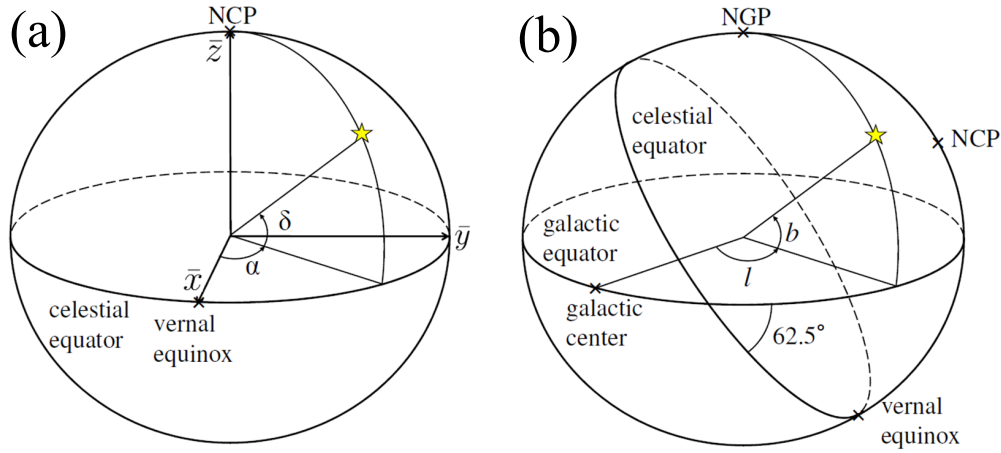 (a)
NCP
z̄
δ
ȳ
α
x̄
celestial
equator
vernal
equinox
(b)
NGP
celestial
equator
NCP
galactic
equator
b
l
galactic
center
62.5°
vernal
equinox